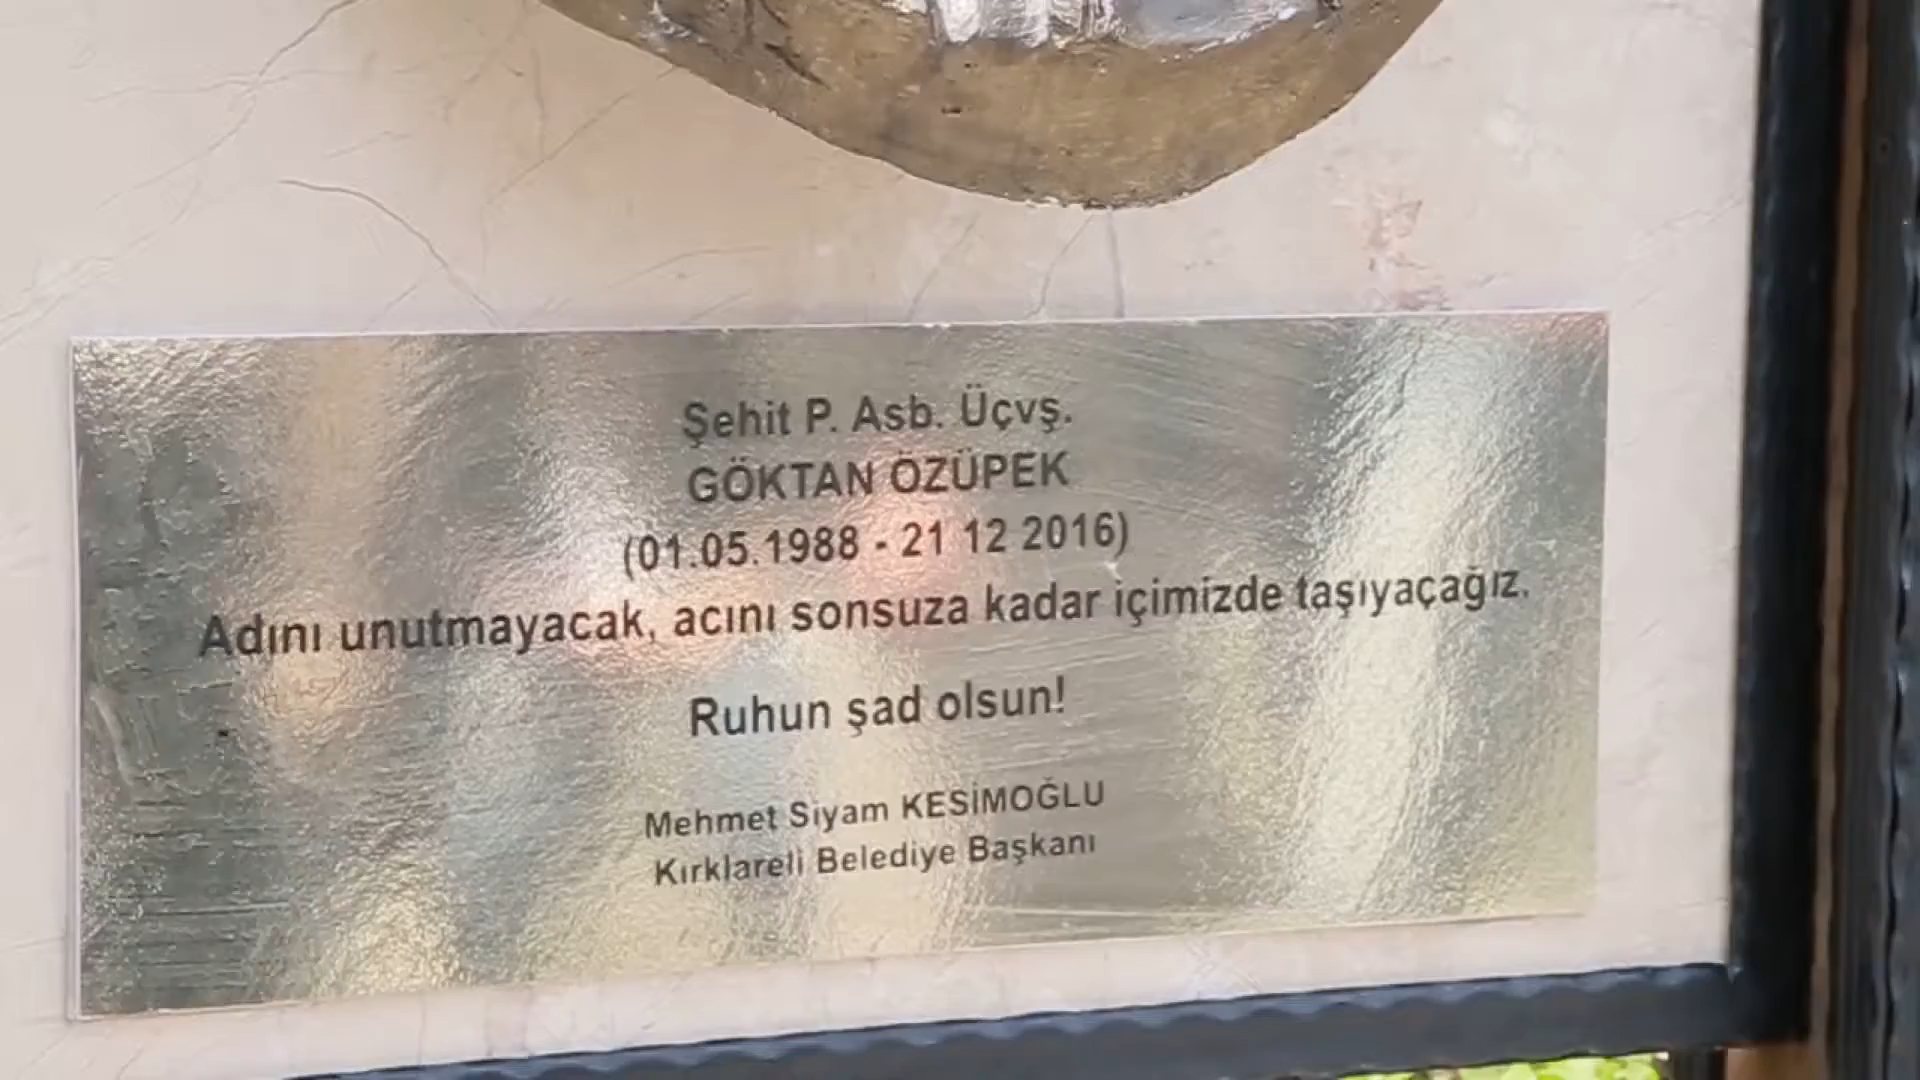 Şehit P. Asb. Üçvş.
GÖKTAN ÖZÜPEK
(01.05.1988 - 21 12 2016)
Adını unutmayacak, acını sonsuza kadar içimizde taşıyaçağız.
Ruhun şad olsun!
Mehmet Siyam KESİMOĞLU
Kırklareli Belediye Başkanı